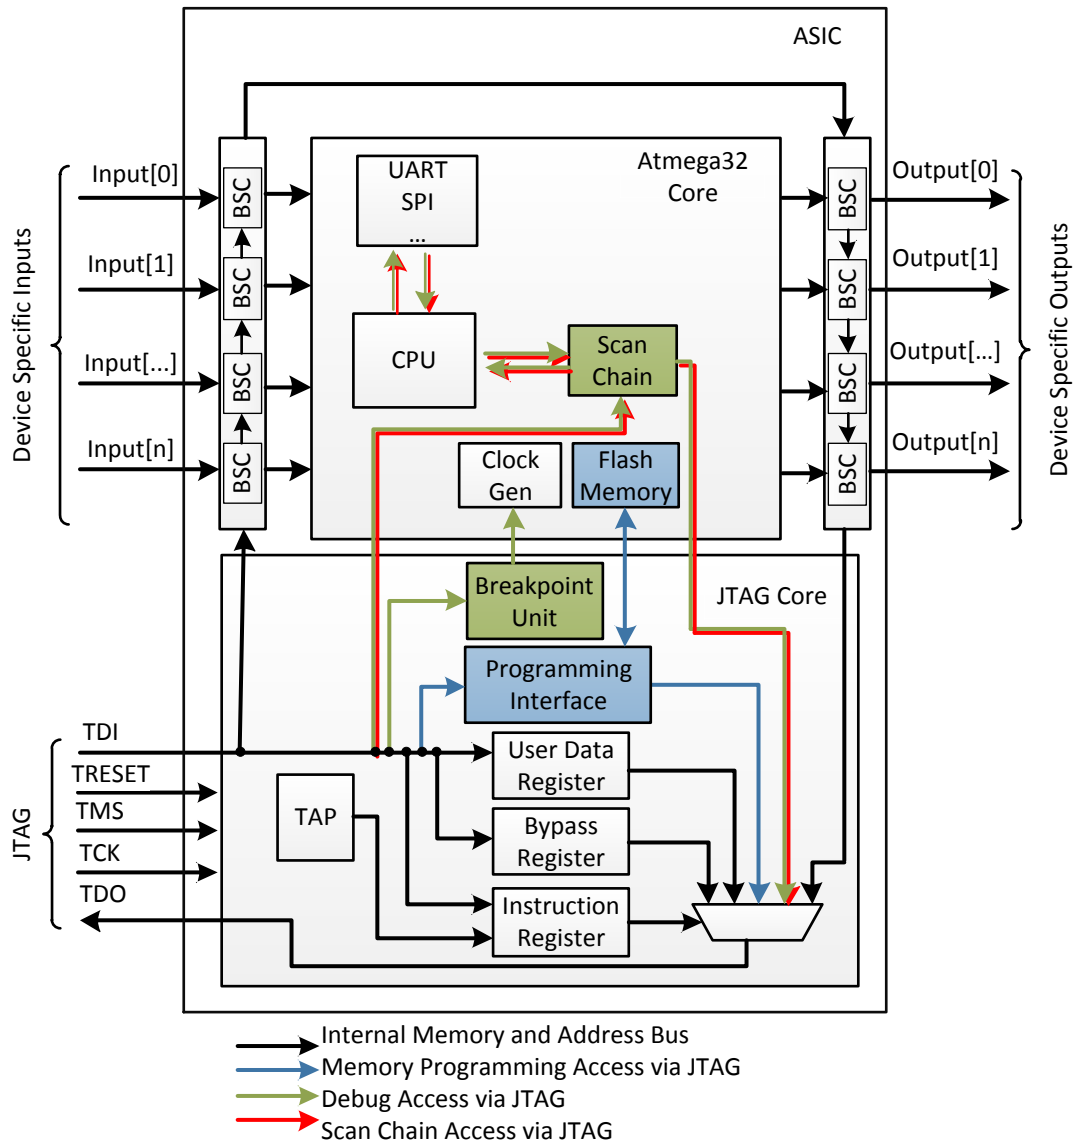 ASIC
Device Specific Inputs
Input[0]
Input[1]
Input[...]
Input[n]
BSC
BSC
BSC
BSC
Atmega32
Core
UART
SPI
...
CPU
Scan
Chain
Clock
Gen
Flash
Memory
BSC
BSC
BSC
BSC
Output[0]
Output[1]
Output[...]
Output[n]
Device Specific Outputs
JTAG Core
Breakpoint
Unit
Programming
Interface
JTAG
TDI
TRESET
TMS
TCK
TDO
TAP
User Data
Register
Bypass
Register
Instruction
Register
Internal Memory and Address Bus
Memory Programming Access via JTAG
Debug Access via JTAG
Scan Chain Access via JTAG